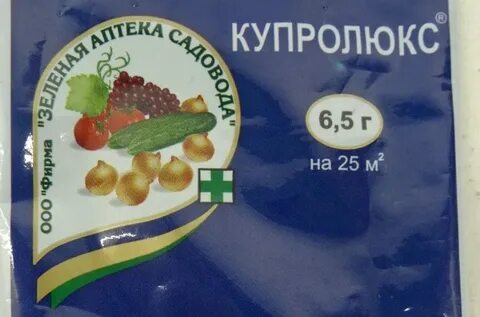 ООО "Фирма "ЗЕЛЕНАЯ АПТЕКА САДОВОДА"
КУПРОЛЮКС®
6,5 г
на 25 м²